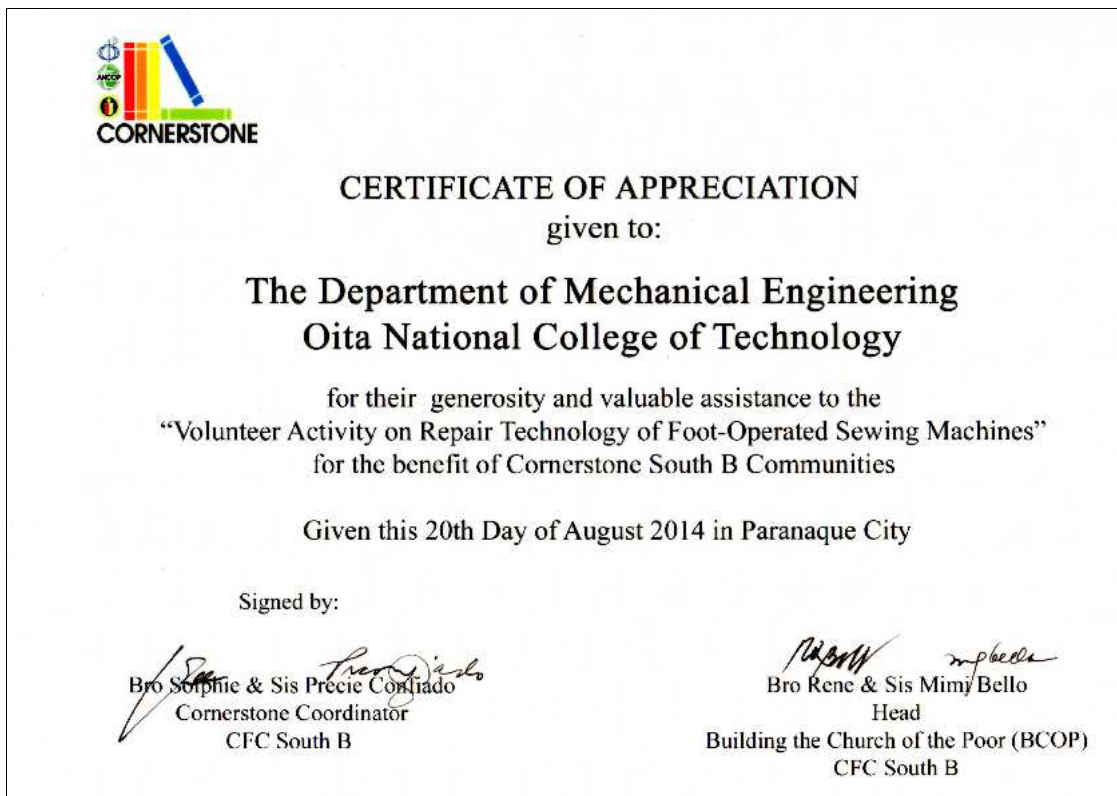 ANCOP
CORNERSTONE
CERTIFICATE OF APPRECIATION
given to:
The Department of Mechanical Engineering
Oita National College of Technology
for their generosity and valuable assistance to the
“Volunteer Activity on Repair Technology of Foot-Operated Sewing Machines”
for the benefit of Cornerstone South B Communities
Given this 20th Day of August 2014 in Paranaque City
Signed by:
Bro & Sis Precie Confiado
Cornerstone Coordinator
CFC South B
Bro Rene & Sis Mimi Bello
Head
Building the Church of the Poor (BCOP)
CFC South B